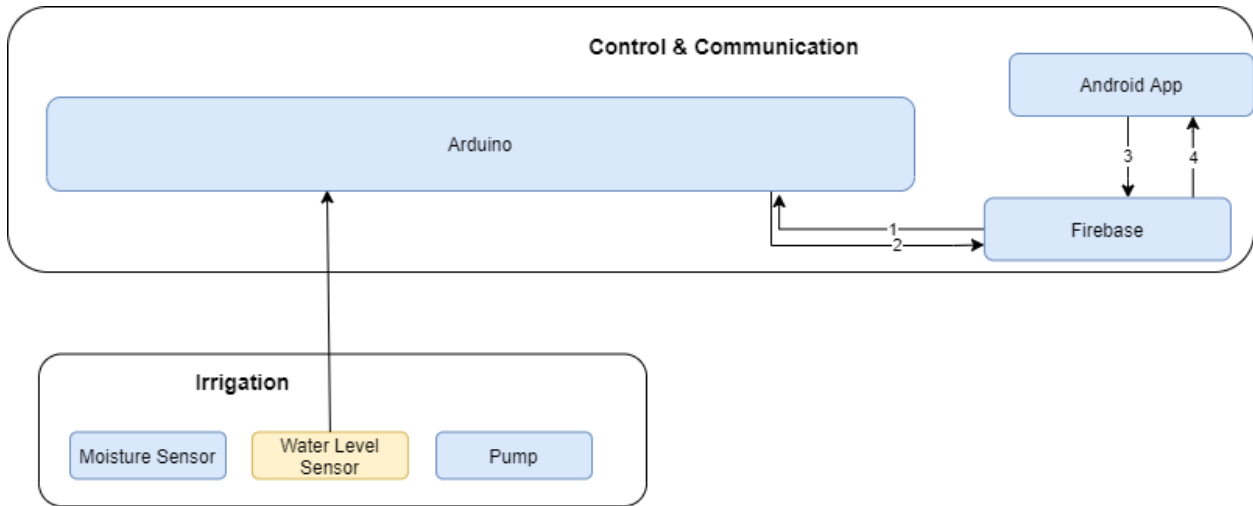 Control & Communication
Android App
Arduino
3
4
1
2
Firebase
Irrigation
Moisture Sensor
Water Level
Sensor
Pump